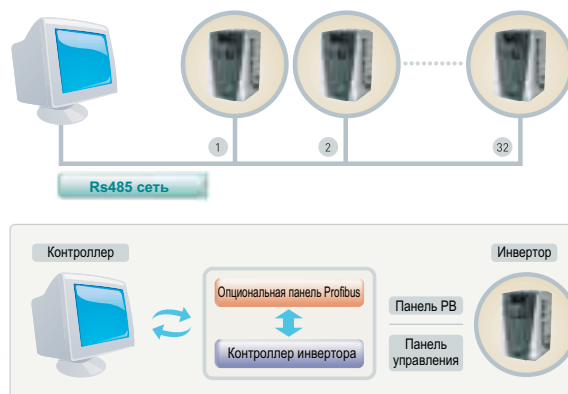 1
2
32
Rs485 сеть
Контроллер
Инвертор
Опциональная панель Profibus
Панель PB
Контроллер инвертора
Панель
управления